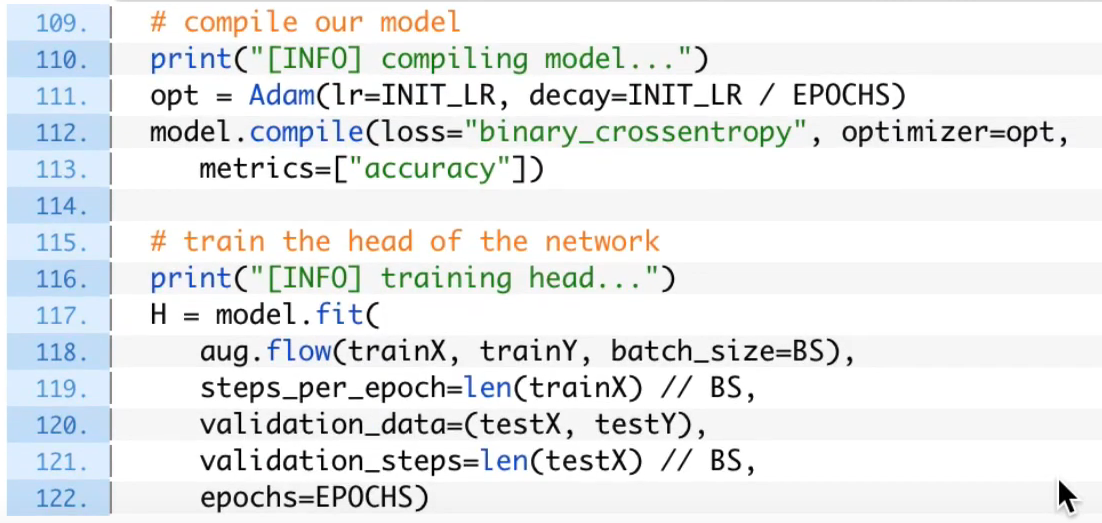 109. # compile our model
110. print("[INFO] compiling model...")
111. opt = Adam(lr=INIT_LR, decay=INIT_LR / EPOCHS)
112. model.compile(loss="binary_crossentropy", optimizer=opt,
113.    metrics=["accuracy"])
114.
115. # train the head of the network
116. print("[INFO] training head...")
117. H = model.fit(
118.    aug.flow(trainX, trainY, batch_size=BS),
119.    steps_per_epoch=len(trainX) // BS,
120.    validation_data=(testX, testY),
121.    validation_steps=len(testX) // BS,
122.    epochs=EPOCHS)